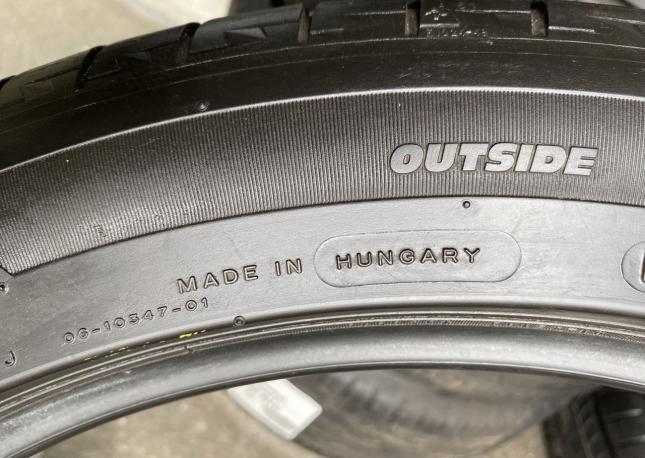 OUTSIDE
MADE IN HUNGARY
06-10347-01
J